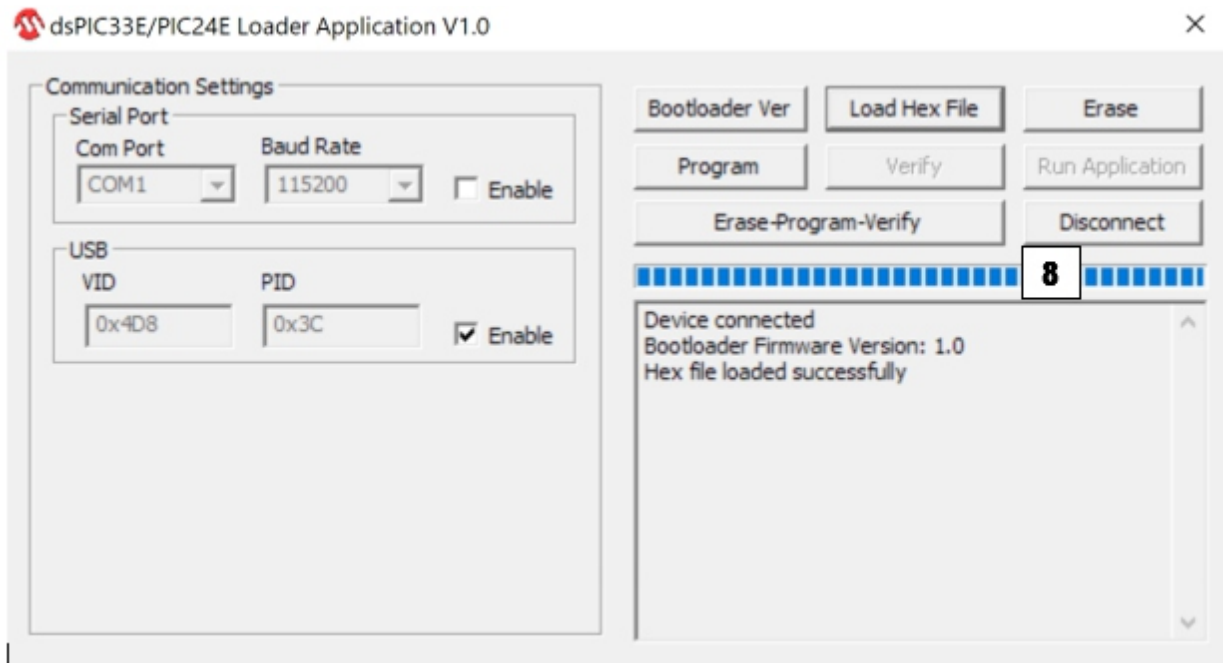 dsPIC33E/PIC24E Loader Application V1.0
Communication Settings
Serial Port
Com Port Baud Rate
COM1 115200 Enable
USB
VID PID
0x4D8 0x3C Enable
Bootloader Ver Load Hex File Erase
Program Verify Run Application
Erase-Program-Verify Disconnect
8
Device connected
Bootloader Firmware Version: 1.0
Hex file loaded successfully